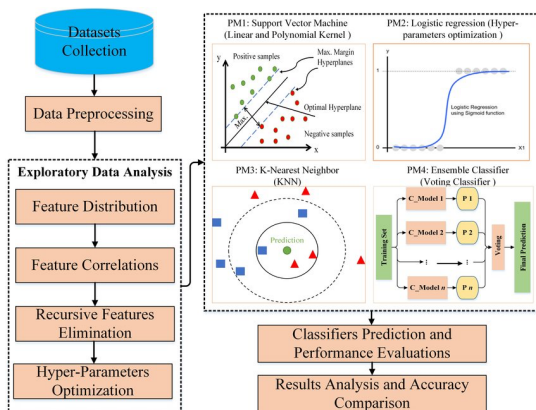 Datasets
Collection
Data Preprocessing
Exploratory Data Analysis
Feature Distribution
Feature Correlations
Recursive Features
Elimination
Hyper-Parameters
Optimization
PM1: Support Vector Machine
(Linear and Polynomial Kernel )
y
Positive samples
Max. Margin
Hyperplanes
Max.
Optimal Hyperplane
Negative samples
x
PM2: Logistic regression (Hyper-
parameters optimization )
y
1
Logistic Regression
using Sigmoid function
0
X1
PM3: K-Nearest Neighbor
(KNN)
Prediction
PM4: Ensemble Classifier
(Voting Classifier )
Training Set
C_Model 1
P 1
C_Model 2
P 2
C_Model n
P n
Voting
Final Prediction
Classifiers Prediction and
Performance Evaluations
Results Analysis and Accuracy
Comparison